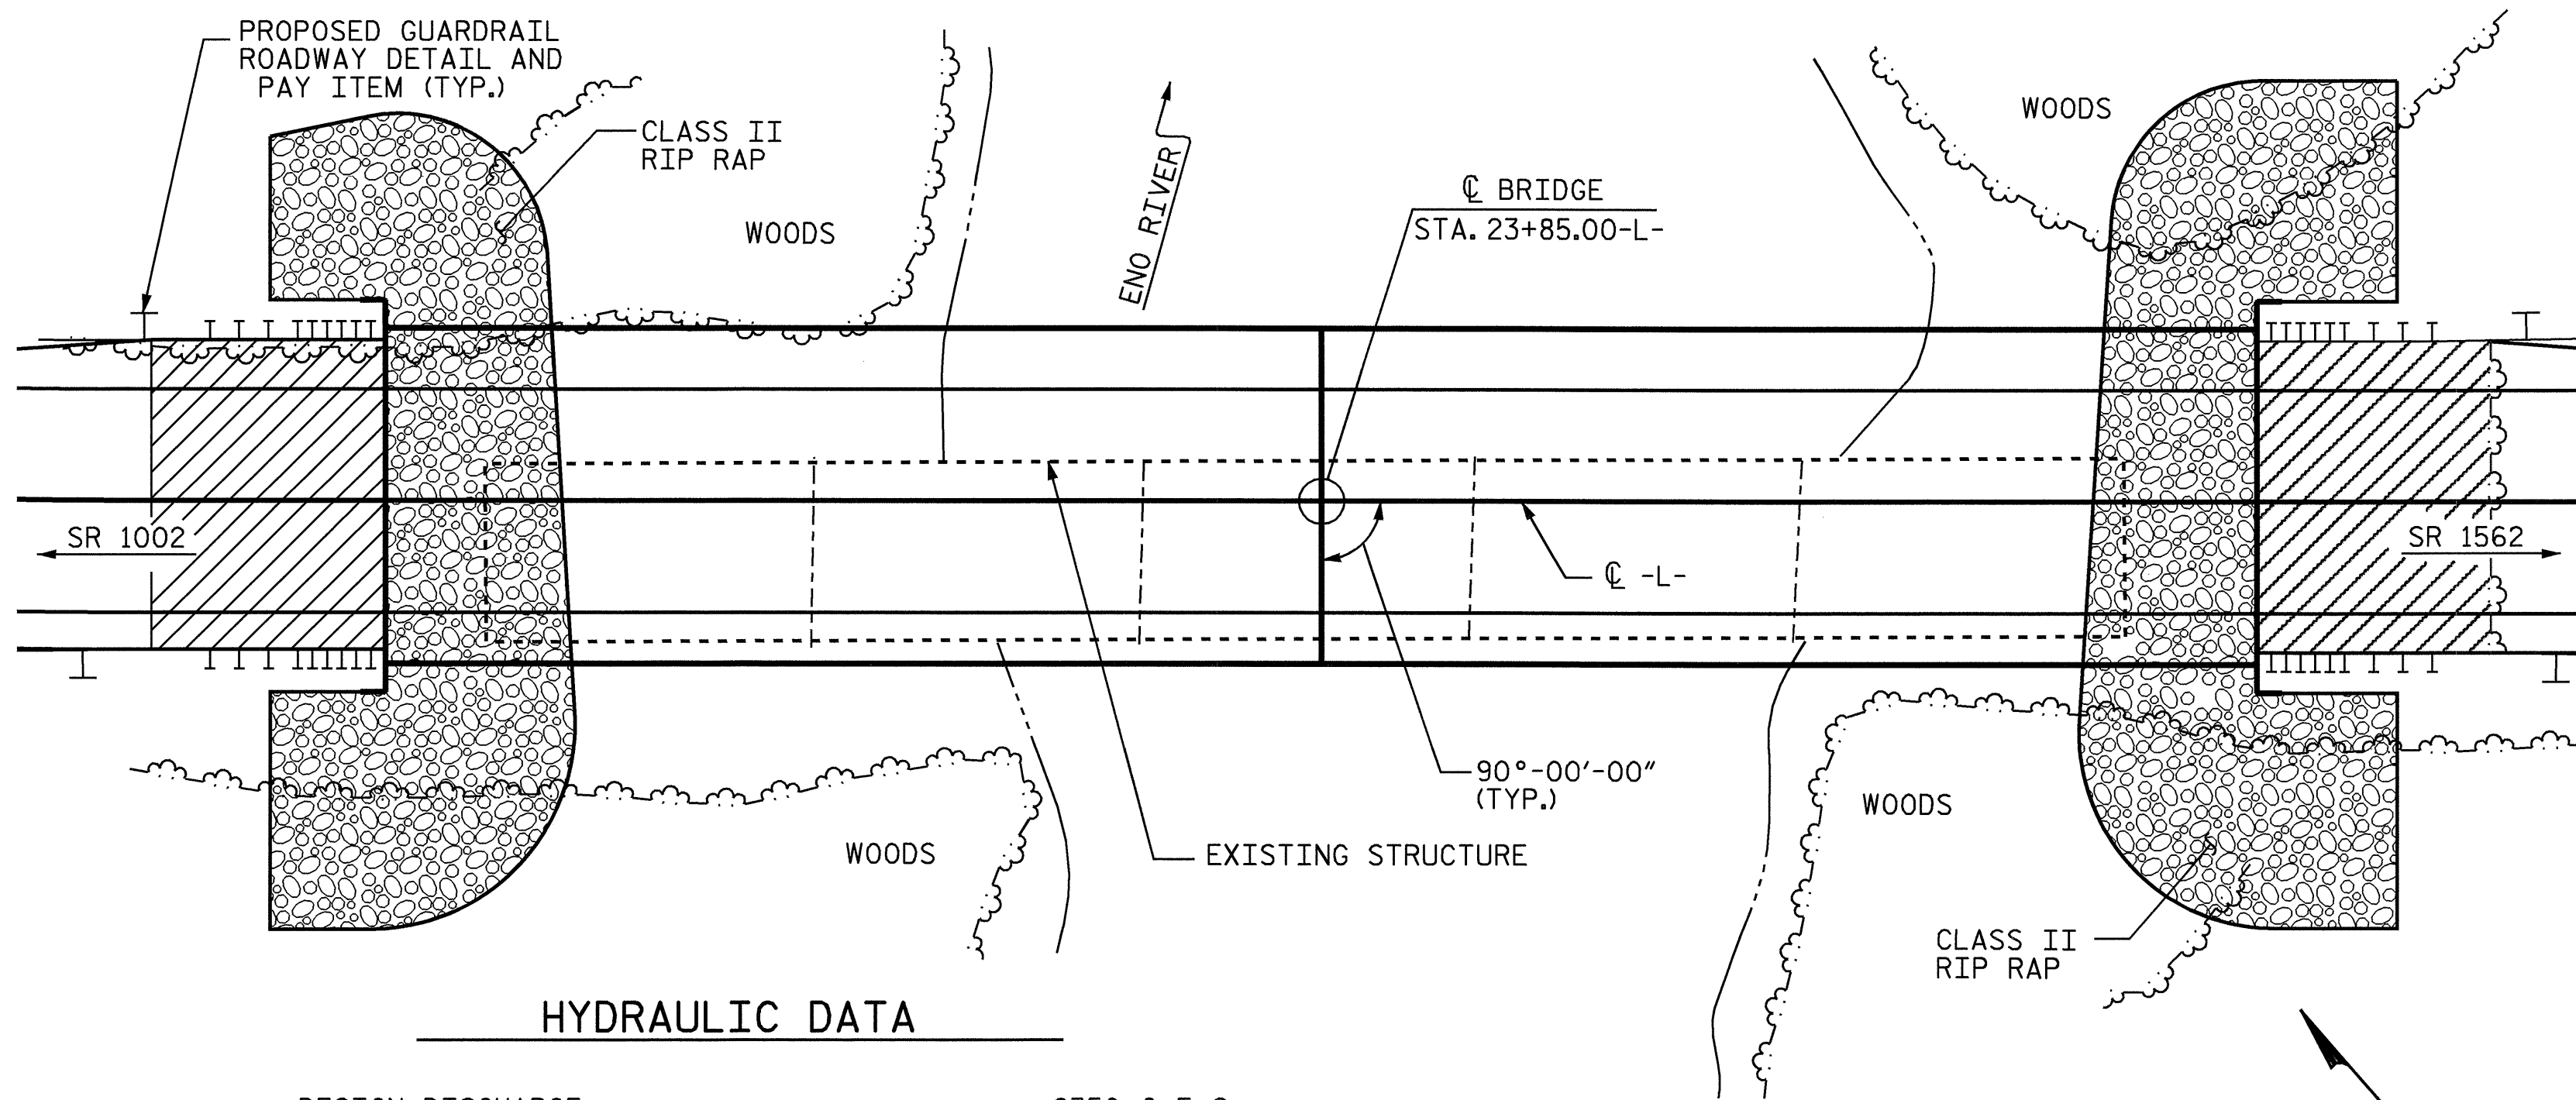 PROPOSED GUARDRAIL
ROADWAY DETAIL AND
PAY ITEM (TYP.)
CLASS II
RIP RAP
WOODS
ENO RIVER
℄ BRIDGE
STA. 23+85.00-L-
WOODS
SR 1002
SR 1562
℄ -L-
90°-00'-00"
(TYP.)
EXISTING STRUCTURE
WOODS
WOODS
CLASS II
RIP RAP
HYDRAULIC DATA